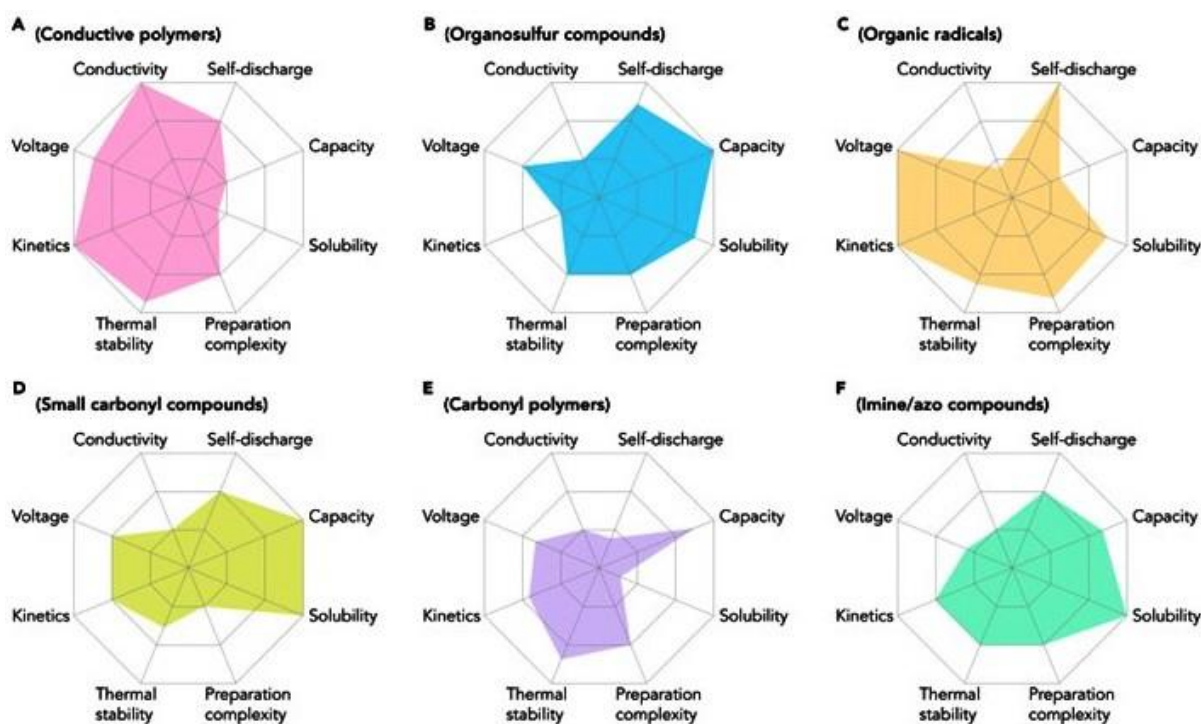 A (Conductive polymers)
Conductivity Self-discharge
Voltage Capacity
Kinetics Solubility
Thermal Preparation
stability complexity
B (Organosulfur compounds)
Conductivity Self-discharge
Voltage Capacity
Kinetics Solubility
Thermal Preparation
stability complexity
C (Organic radicals)
Conductivity Self-discharge
Voltage Capacity
Kinetics Solubility
Thermal Preparation
stability complexity
D (Small carbonyl compounds)
Conductivity Self-discharge
Voltage Capacity
Kinetics Solubility
Thermal Preparation
stability complexity
E (Carbonyl polymers)
Conductivity Self-discharge
Voltage Capacity
Kinetics Solubility
Thermal Preparation
stability complexity
F (Imine/azo compounds)
Conductivity Self-discharge
Voltage Capacity
Kinetics Solubility
Thermal Preparation
stability complexity